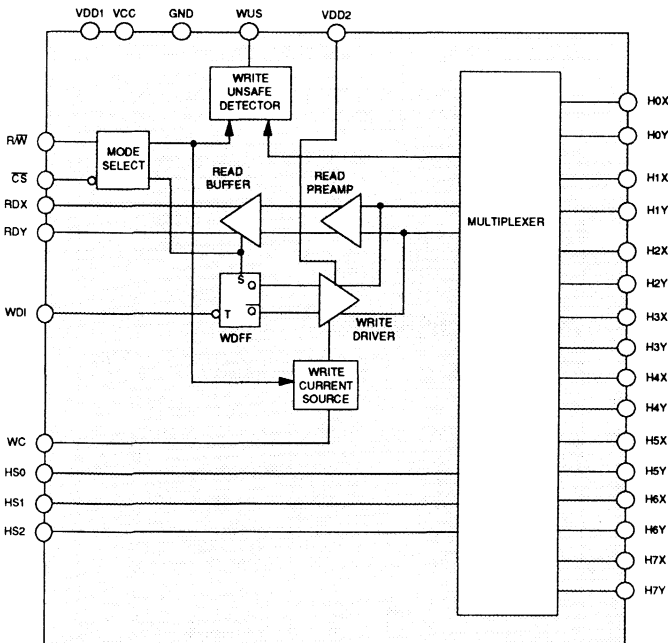 VDD1 VCC GND WUS VDD2
WRITE
UNSAFE
DETECTOR
H0X
R/W̅
MODE
SELECT
H0Y
READ
BUFFER
READ
PREAMP
C̅S̅
H1X
RDX
MULTIPLEXER
H1Y
RDY
H2X
S Q
H2Y
WDI
T Q̅
H3X
WDFF
WRITE
DRIVER
H3Y
WRITE
CURRENT
SOURCE
H4X
H4Y
WC
H5X
HS0
H5Y
HS1
H6X
HS2
H6Y
H7X
H7Y